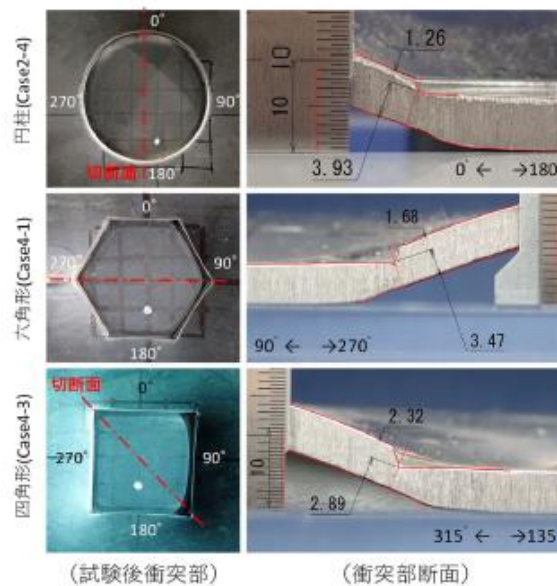 円柱(Case2-4)
0°
270°
90°
切断面
180
10
10
1.26
3.93
0° ← →180
六角形(Case4-1)
0°
270°
90°
180°
1.68
3.47
90° ← →270°
四角形(Case4-3)
切断面
0°
270°
90°
180°
10
2.32
2.89
315° ← →135
(試験後衝突部)
(衝突部断面)